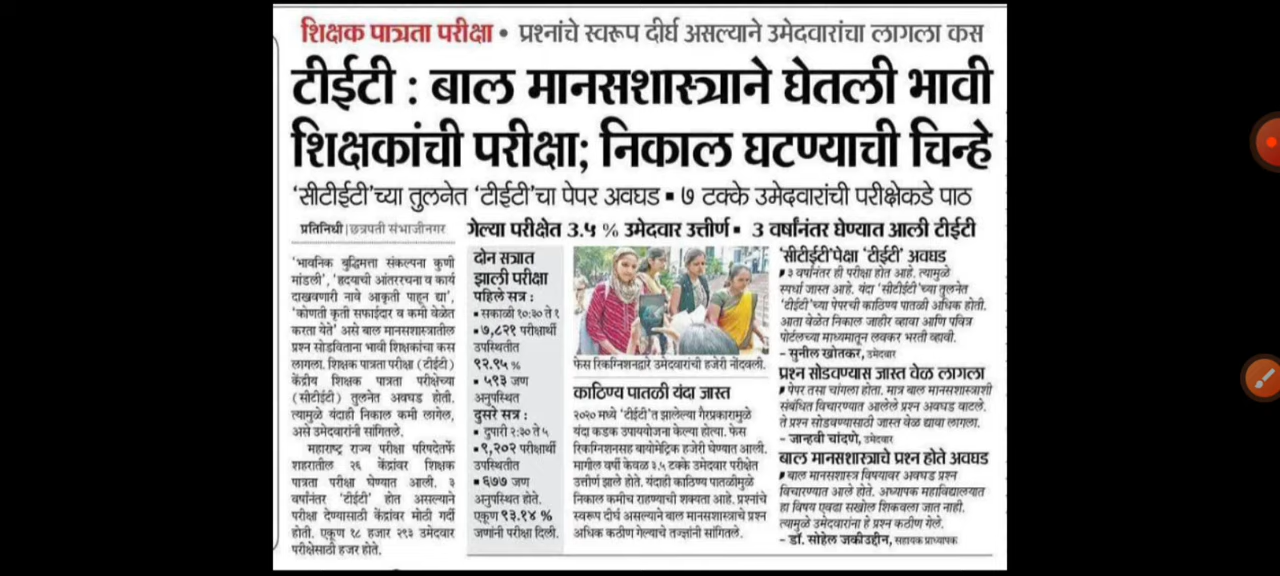 शिक्षक पात्रता परीक्षा • प्रश्नांचे स्वरूप दीर्घ असल्याने उमेदवारांचा लागला कस
टीईटी : बाल मानसशास्त्राने घेतली भावी
शिक्षकांची परीक्षा; निकाल घटण्याची चिन्हे
'सीटीईटी'च्या तुलनेत 'टीईटी'चा पेपर अवघड ▪ ७ टक्के उमेदवारांची परीक्षेकडे पाठ
प्रतिनिधी | छत्रपती संभाजीनगर
गेल्या परीक्षेत 3.५ % उमेदवार उत्तीर्ण ▪ 3 वर्षांनंतर घेण्यात आली टीईटी
'भावनिक बुद्धिमत्ता संकल्पना कुणी
मांडली', 'हृदयाची आंतररचना व कार्य
दाखवणारी नावे आकृती पाहून द्या',
'कोणती कृती सफाईदार व कमी वेळेत
करता येते' असे बाल मानसशास्त्रातील
प्रश्न सोडविताना भावी शिक्षकांचा कस
लागला. शिक्षक पात्रता परीक्षा (टीईटी)
केंद्रीय शिक्षक पात्रता परीक्षेच्या
(सीटीईटी) तुलनेत अवघड होती.
त्यामुळे यंदाही निकाल कमी लागेल,
असे उमेदवारांनी सांगितले.
महाराष्ट्र राज्य परीक्षा परिषदेतर्फे
शहरातील २६ केंद्रांवर शिक्षक
पात्रता परीक्षा घेण्यात आली. ३
वर्षांनंतर 'टीईटी' होत असल्याने
परीक्षा देण्यासाठी केंद्रांवर मोठी गर्दी
होती. एकूण १८ हजार २९३ उमेदवार
परीक्षेसाठी हजर होते.
दोन सत्रात
झाली परीक्षा
पहिले सत्र :
▪ सकाळी १०:३० ते १
▪ ७,८२१ परीक्षार्थी
उपस्थितीत
९२.९५ %
▪ ५९३ जण
अनुपस्थित
दुसरे सत्र :
▪ दुपारी २:३० ते ५
▪ ९,२०२ परीक्षार्थी
उपस्थितीत
▪ ६७७ जण
अनुपस्थित होते.
एकूण ९३.१४ %
जणांनी परीक्षा दिली.
फेस रिकग्निशनद्वारे उमेदवारांची हजेरी नोंदवली.
काठिण्य पातळी यंदा जास्त
२०२० मध्ये 'टीईटी'त झालेल्या गैरप्रकारामुळे
यंदा कडक उपाययोजना केल्या होत्या. फेस
रिकग्निशनसह बायोमेट्रिक हजेरी घेण्यात आली.
मागील वर्षी केवळ ३.५ टक्के उमेदवार परीक्षेत
उत्तीर्ण झाले होते. यंदाही काठिण्य पातळीमुळे
निकाल कमीच राहण्याची शक्यता आहे. प्रश्नांचे
स्वरूप दीर्घ असल्याने बाल मानसशास्त्राचे प्रश्न
अधिक कठीण गेल्याचे तज्ज्ञांनी सांगितले.
'सीटीईटी'पेक्षा 'टीईटी' अवघड
३ वर्षांनंतर ही परीक्षा होत आहे. त्यामुळे
स्पर्धा जास्त आहे. यंदा 'सीटीईटी'च्या तुलनेत
'टीईटी'च्या पेपरची काठिण्य पातळी अधिक होती.
आता वेळेत निकाल जाहीर व्हावा आणि पवित्र
पोर्टलच्या माध्यमातून लवकर भरती व्हावी.
- सुनील खोतकर, उमेदवार
प्रश्न सोडवण्यास जास्त वेळ लागला
पेपर तसा चांगला होता. मात्र बाल मानसशास्त्राशी
संबंधित विचारण्यात आलेले प्रश्न अवघड वाटले.
ते प्रश्न सोडवण्यासाठी जास्त वेळ द्यावा लागला.
- जान्हवी चांदणे, उमेदवार
बाल मानसशास्त्राचे प्रश्न होते अवघड
बाल मानसशास्त्र विषयावर अवघड प्रश्न
विचारण्यात आले होते. अध्यापक महाविद्यालयात
हा विषय एवढा सखोल शिकवला जात नाही.
त्यामुळे उमेदवारांना हे प्रश्न कठीण गेले.
- डॉ. सोहेल जकीउद्दीन, सहायक प्राध्यापक